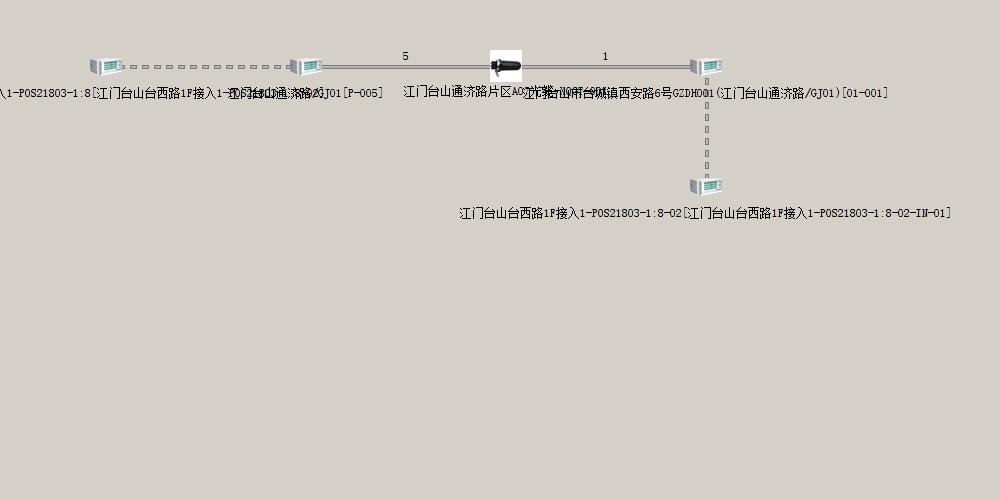 5
1
入1-POS21803-1:8[江门台山台西路1F接入1-
江门台山通济路/GJ01[P-005]
江门台山通济路片区
江门台山市台城镇西安路6号GZDH001(江门台山通济路/GJ01)[01-001]
江门台山台西路1F接入1-POS21803-1:8-02[江门台山台西路1F接入1-POS21803-1:8-02-IN-01]